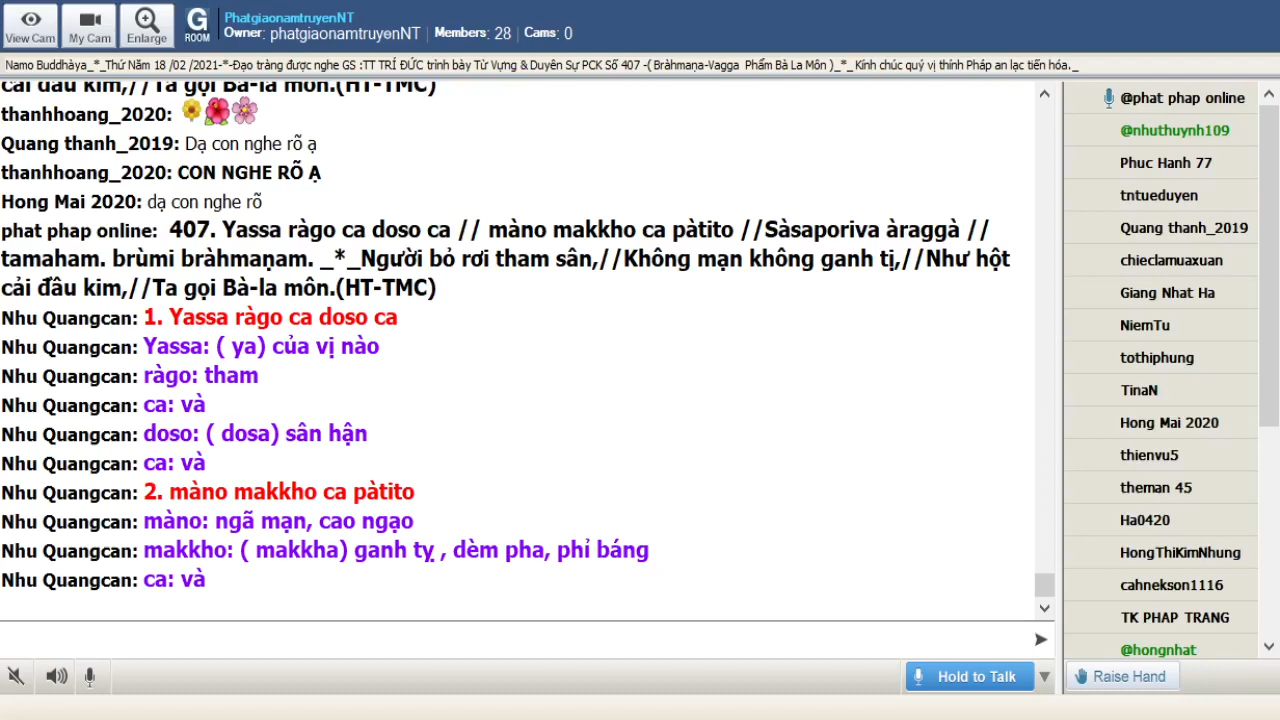 View Cam
My Cam
Enlarge
G ROOM
PhatgiaonamtruyenNT
Owner: phatgiaonamtruyenNT | Members: 28 | Cams: 0
Namo Buddhàya_*_Thứ Năm 18 /02 /2021-*-Đạo tràng được nghe GS :TT TRÍ ĐỨC trình bày Từ Vựng & Duyên Sự PCK Số 407 -( Bràhmaṇa-Vagga Phẩm Bà La Môn )_*_ Kính chúc quý vị thính Pháp an lạc tiến hóa._
cải đầu kim,//Ta gọi Bà-la môn.(HT-TMC)
thanhhoang_2020:
Quang thanh_2019: Dạ con nghe rõ ạ
thanhhoang_2020: CON NGHE RÕ Ạ
Hong Mai 2020: dạ con nghe rõ
phat phap online: 407. Yassa ràgo ca doso ca // màno makkho ca pàtito //Sàsaporiva àraggà //
tamaham. brùmi bràhmaṇam. _*_Người bỏ rơi tham sân,//Không mạn không ganh tị,//Như hột
cải đầu kim,//Ta gọi Bà-la môn.(HT-TMC)
Nhu Quangcan: 1. Yassa ràgo ca doso ca
Nhu Quangcan: Yassa: ( ya) của vị nào
Nhu Quangcan: ràgo: tham
Nhu Quangcan: ca: và
Nhu Quangcan: doso: ( dosa) sân hận
Nhu Quangcan: ca: và
Nhu Quangcan: 2. màno makkho ca pàtito
Nhu Quangcan: màno: ngã mạn, cao ngạo
Nhu Quangcan: makkho: ( makkha) ganh tỵ , dèm pha, phỉ báng
Nhu Quangcan: ca: và
@phat phap online
@nhuthuynh109
Phuc Hanh 77
tntueduyen
Quang thanh_2019
chieclamuaxuan
Giang Nhat Ha
NiemTu
tothiphung
TinaN
Hong Mai 2020
thienvu5
theman 45
Ha0420
HongThiKimNhung
cahnekson1116
TK PHAP TRANG
@hongnhat
Hold to Talk
Raise Hand